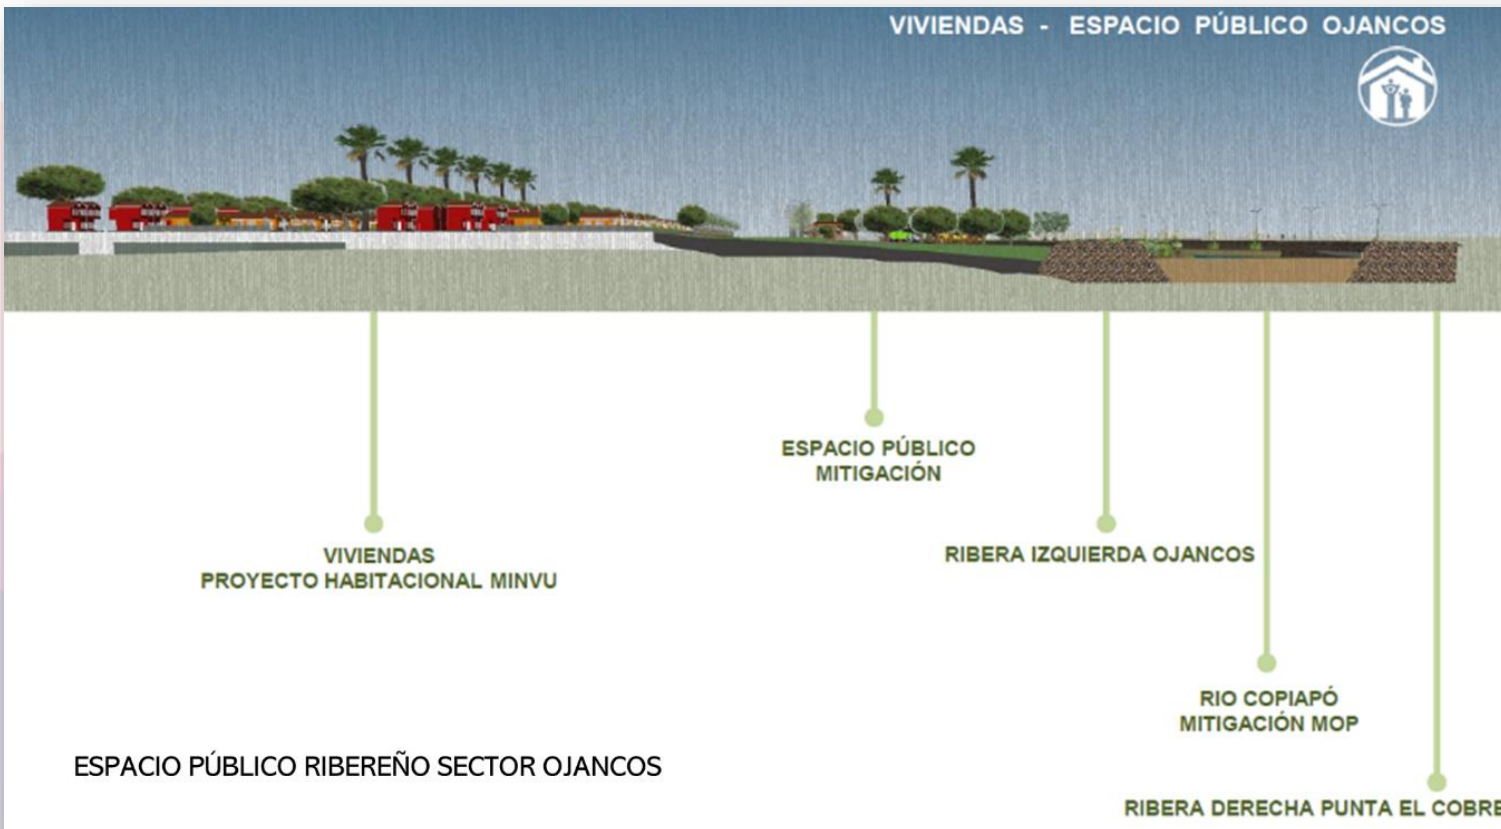 VIVIENDAS - ESPACIO PÚBLICO OJANCOS
ESPACIO PÚBLICO
MITIGACIÓN
VIVIENDAS
PROYECTO HABITACIONAL MINVU
RIBERA IZQUIERDA OJANCOS
RIO COPIAPÓ
MITIGACIÓN MOP
ESPACIO PÚBLICO RIBEREÑO SECTOR OJANCOS
RIBERA DERECHA PUNTA EL COBRE